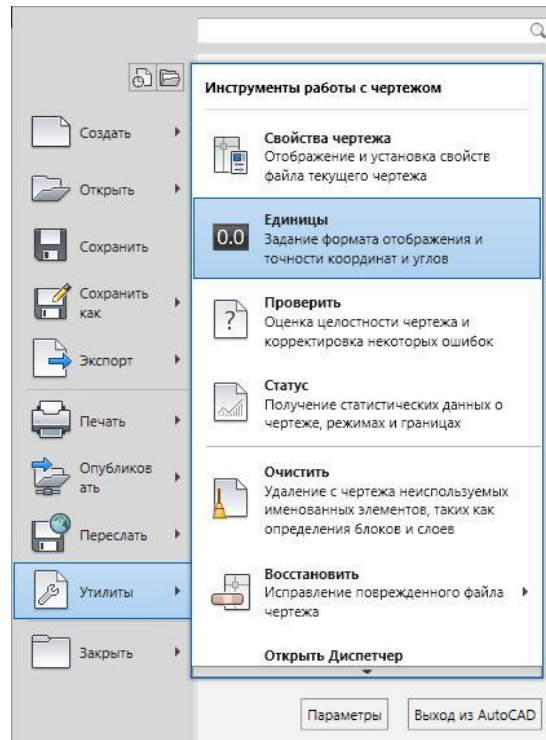 Инструменты работы с чертежом
Создать
Открыть
Сохранить
Сохранить
как
Экспорт
Печать
Опубликов
ать
Переслать
Утилиты
Закрыть
Свойства чертежа
Отображение и установка свойств
файла текущего чертежа
0.0
Единицы
Задание формата отображения и
точности координат и углов
?
Проверить
Оценка целостности чертежа и
корректировка некоторых ошибок
Статус
Получение статистических данных о
чертеже, режимах и границах
Очистить
Удаление с чертежа неиспользуемых
именованных элементов, таких как
определения блоков и слоев
Восстановить
Исправление поврежденного файла
чертежа
Открыть Диспетчер
Параметры
Выход из AutoCAD